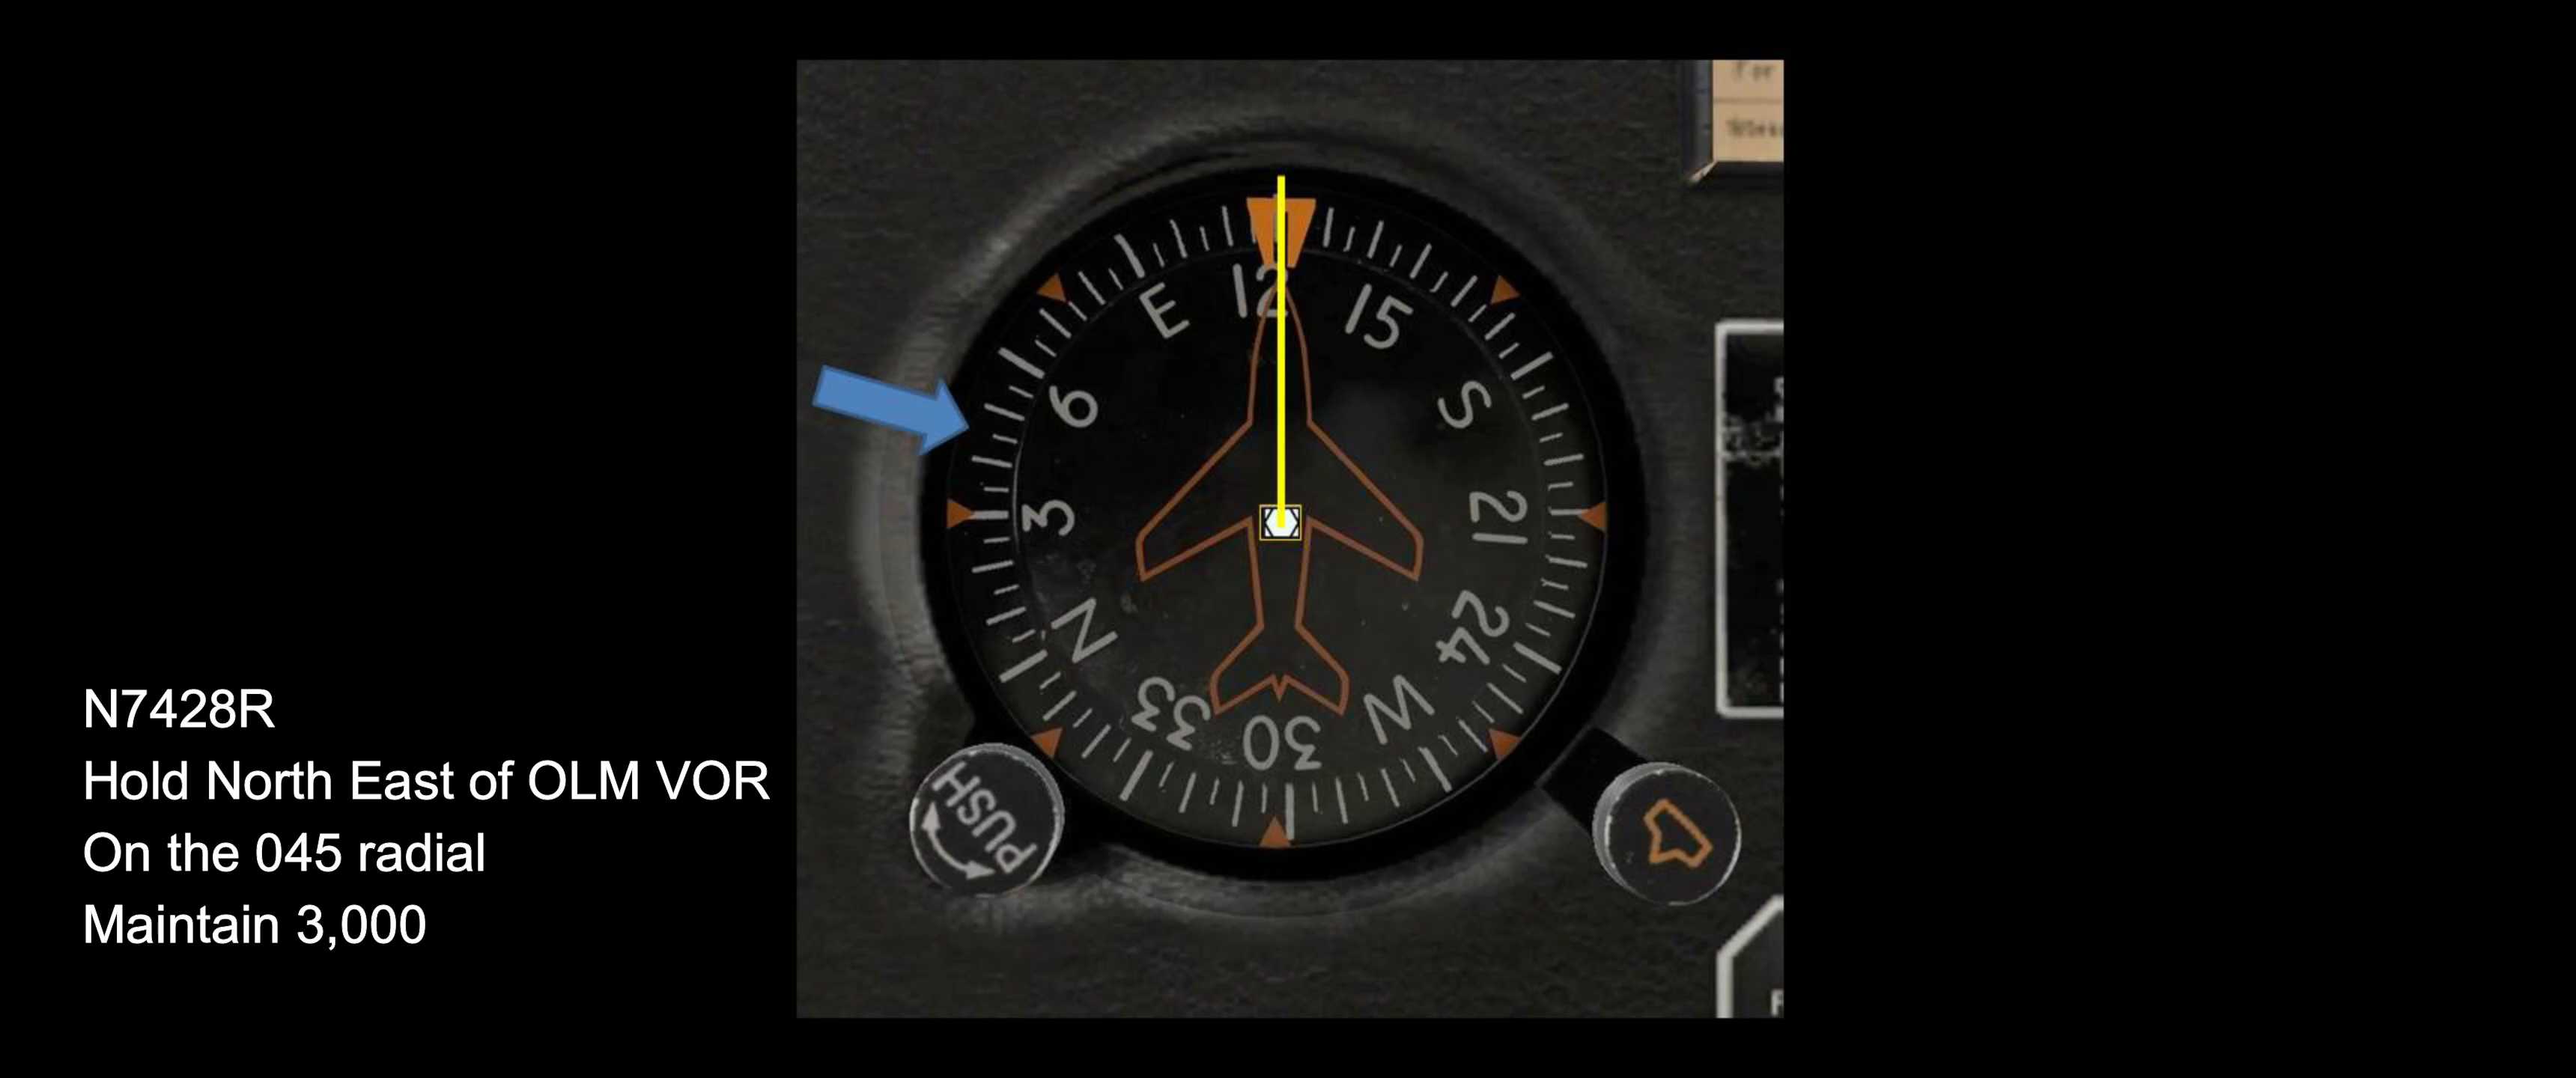 N7428R
Hold North East of OLM VOR
On the 045 radial
Maintain 3,000
12
15
S
21
24
W
30
33
N
3
6
E
PUSH